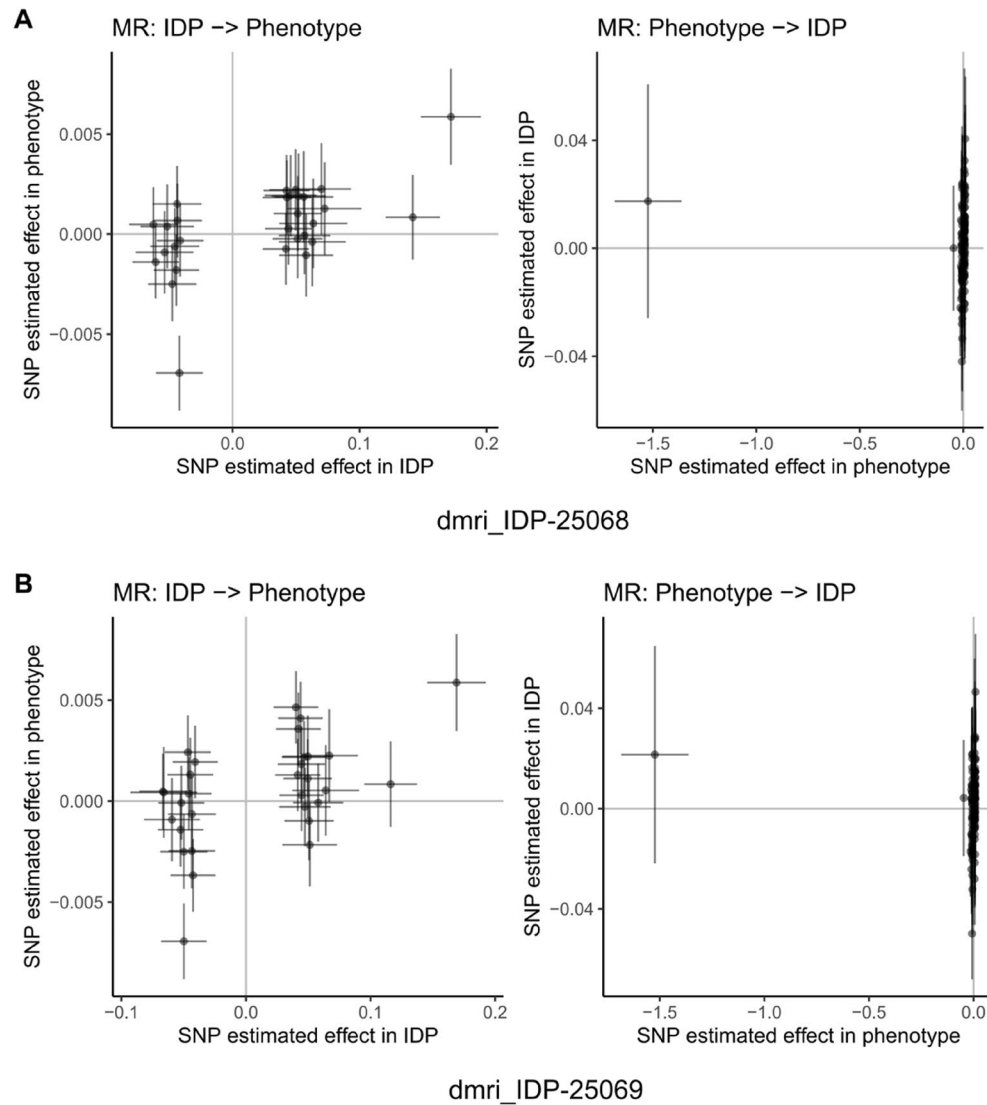 A
MR: IDP −> Phenotype
SNP estimated effect in phenotype
0.005
0.000
−0.005
0.0
0.1
0.2
SNP estimated effect in IDP
MR: Phenotype −> IDP
SNP estimated effect in IDP
0.04
0.00
−0.04
−1.5
−1.0
−0.5
0.0
SNP estimated effect in phenotype
dmri_IDP-25068
B
MR: IDP −> Phenotype
SNP estimated effect in phenotype
0.005
0.000
−0.005
−0.1
0.0
0.1
0.2
SNP estimated effect in IDP
MR: Phenotype −> IDP
SNP estimated effect in IDP
0.04
0.00
−0.04
−1.5
−1.0
−0.5
0.0
SNP estimated effect in phenotype
dmri_IDP-25069